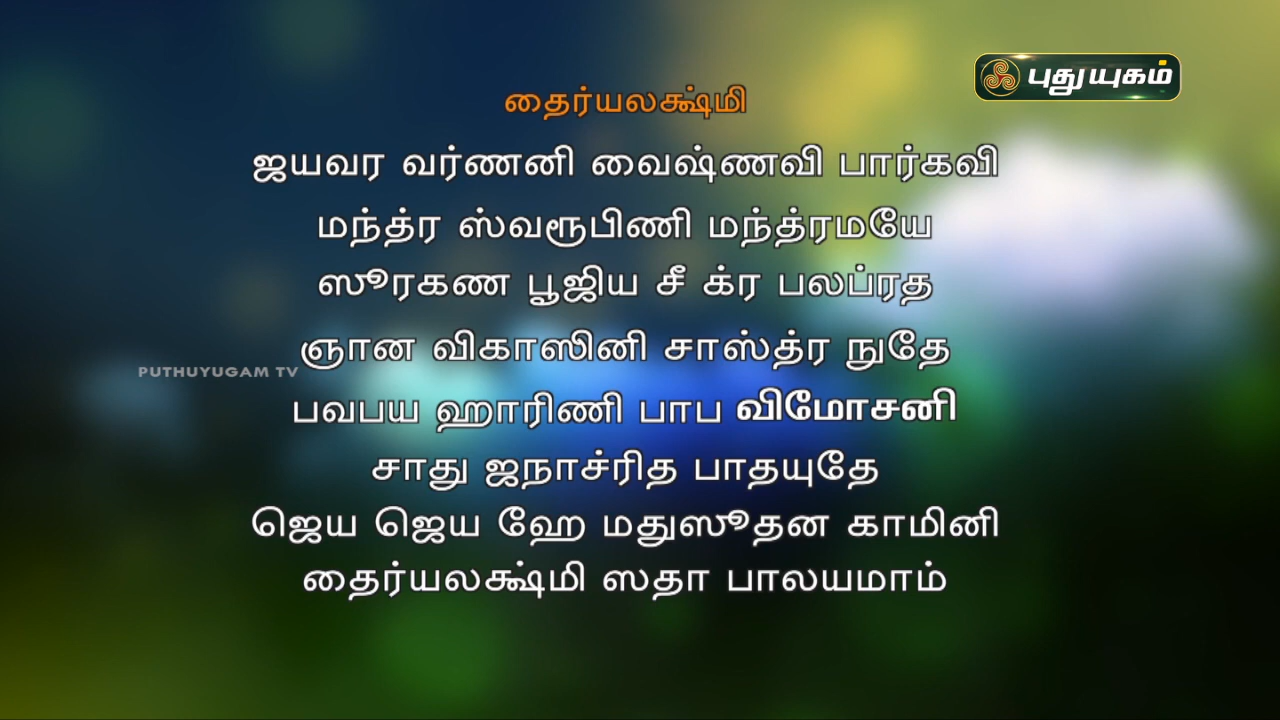 புதுயுகம்
தைர்யலக்ஷ்மி
ஜயவர வர்ணனி வைஷ்ணவி பார்கவி
மந்த்ர ஸ்வரூபிணி மந்த்ரமயே
ஸூரகண பூஜிய சீ க்ர பலப்ரத
ஞான விகாஸினி சாஸ்த்ர நுதே
PUTHUYUGAM TV
பவபய ஹாரிணி பாப விமோசனி
சாது ஜநாச்ரித பாதயுதே
ஜெய ஜெய ஹே மதுஸூதன காமினி
தைர்யலக்ஷ்மி ஸதா பாலயமாம்